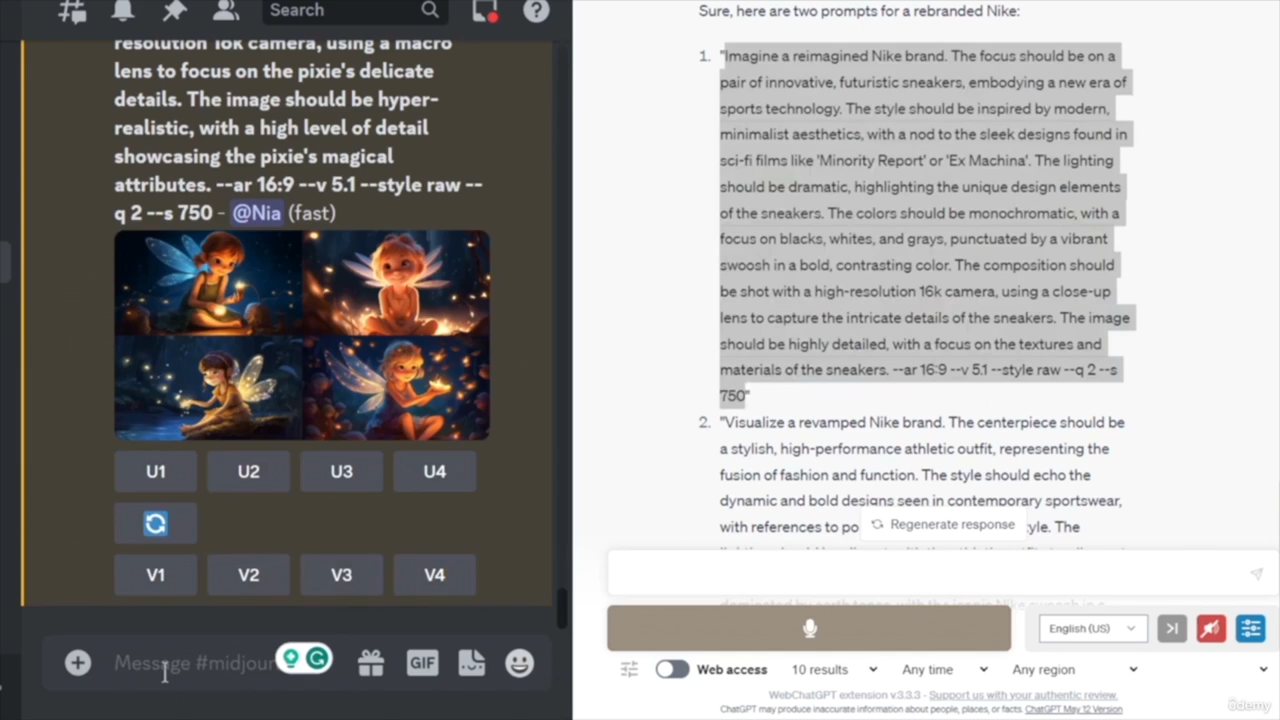 Search
resolution 16k camera, using a macro
lens to focus on the pixie's delicate
details. The image should be hyper-
realistic, with a high level of detail
showcasing the pixie's magical
attributes. --ar 16:9 --v 5.1 --style raw --
q 2 --s 750 - @Nia (fast)
U1 U2 U3 U4
V1 V2 V3 V4
Message #midjour
GIF
Sure, here are two prompts for a rebranded Nike:
1. "Imagine a reimagined Nike brand. The focus should be on a
pair of innovative, futuristic sneakers, embodying a new era of
sports technology. The style should be inspired by modern,
minimalist aesthetics, with a nod to the sleek designs found in
sci-fi films like 'Minority Report' or 'Ex Machina'. The lighting
should be dramatic, highlighting the unique design elements
of the sneakers. The colors should be monochromatic, with a
focus on blacks, whites, and grays, punctuated by a vibrant
swoosh in a bold, contrasting color. The composition should
be shot with a high-resolution 16k camera, using a close-up
lens to capture the intricate details of the sneakers. The image
should be highly detailed, with a focus on the textures and
materials of the sneakers. --ar 16:9 --v 5.1 --style raw --q 2 --s
750"
2. "Visualize a revamped Nike brand. The centerpiece should be
a stylish, high-performance athletic outfit, representing the
fusion of fashion and function. The style should echo the
dynamic and bold designs seen in contemporary sportswear,
with references to po yle. The
Regenerate response
English (US)
Web access 10 results Any time Any region
WebChatGPT extension v.3.3.3 - Support us with your authentic review.
ChatGPT may produce inaccurate information about people, places, or facts. ChatGPT May 12 Version
ûdemy